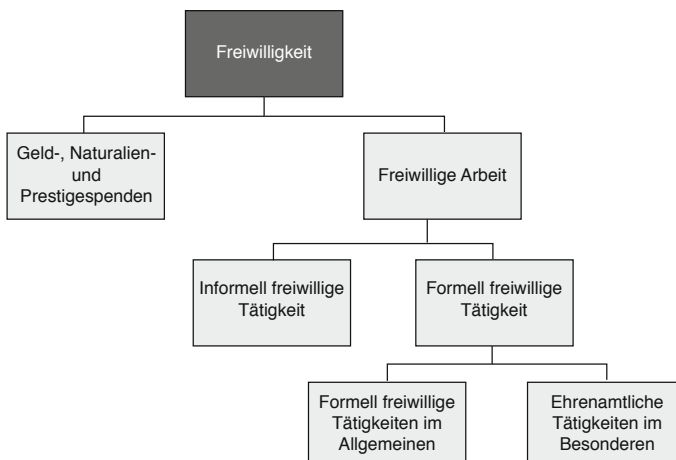 Freiwilligkeit
Geld-, Naturalien-
und
Prestigespenden
Freiwillige Arbeit
Informell freiwillige
Tätigkeit
Formell freiwillige
Tätigkeit
Formell freiwillige
Tätigkeiten im
Allgemeinen
Ehrenamtliche
Tätigkeiten im
Besonderen